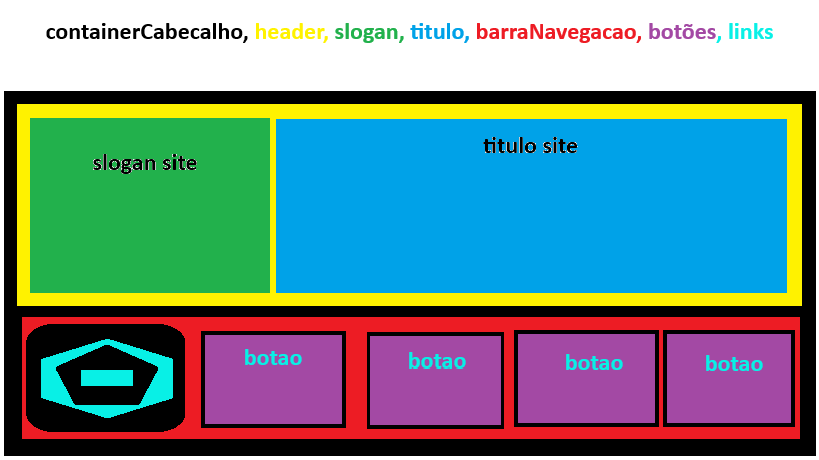 containerCabecalho, header, slogan, titulo, barraNavegacao, botões, links
slogan site
titulo site
botao
botao
botao
botao